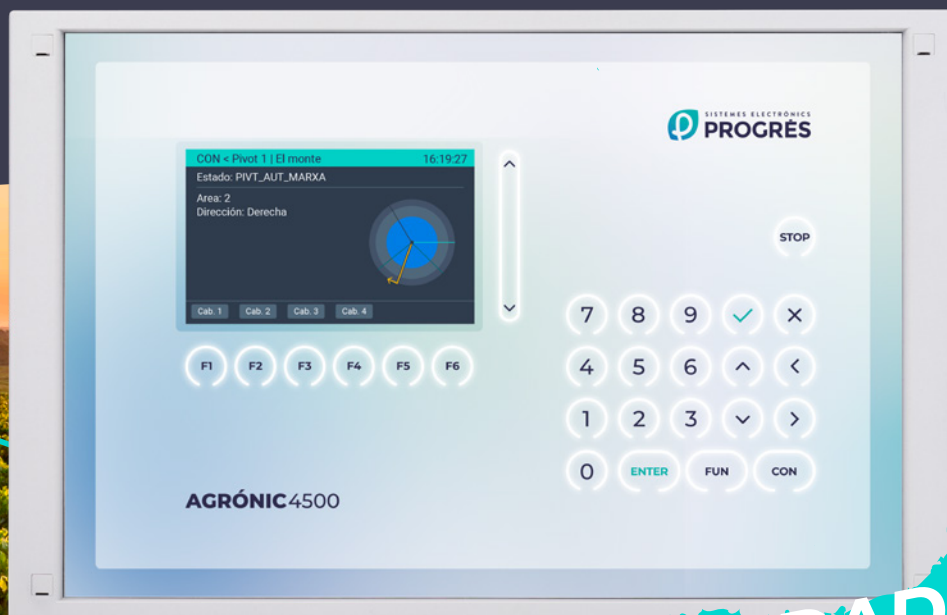 SISTEMES ELECTRÒNICS
PROGRÉS
CON < Pivot 1 | El monte 16:19:27
Estado: PIVT_AUT_MARXA
Area: 2
Dirección: Derecha
Cab. 1 Cab. 2 Cab. 3 Cab. 4
STOP
F1 F2 F3 F4 F5 F6
7 8 9
4 5 6
1 2 3
0 ENTER FUN CON
AGRÓNIC4500